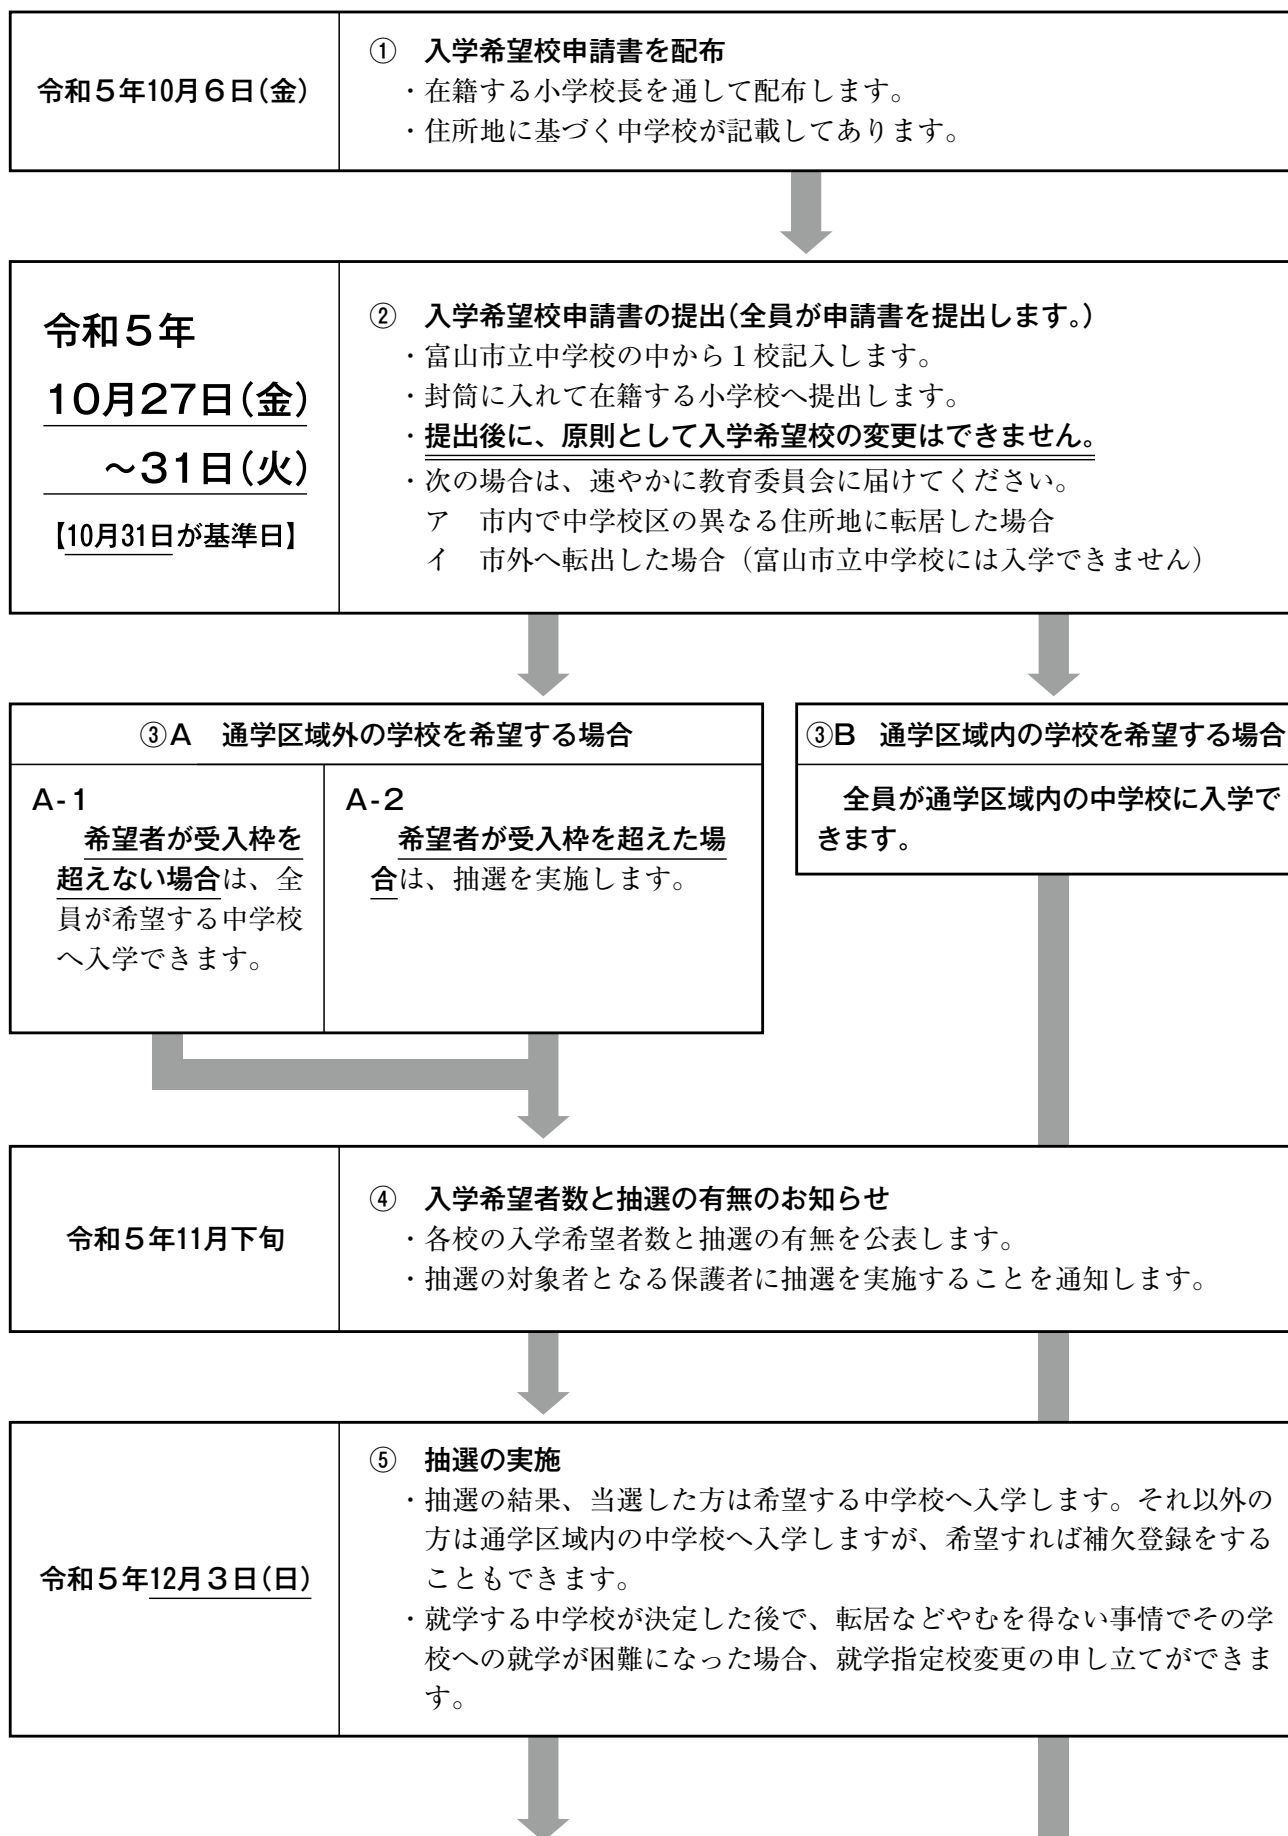 令和５年10月６日(金)
①　入学希望校申請書を配布
・在籍する小学校長を通して配布します。
・住所地に基づく中学校が記載してあります。
令和５年
10月27日(金)
～31日(火)
【10月31日が基準日】
②　入学希望校申請書の提出(全員が申請書を提出します。)
・富山市立中学校の中から１校記入します。
・封筒に入れて在籍する小学校へ提出します。
・提出後に、原則として入学希望校の変更はできません。
・次の場合は、速やかに教育委員会に届けてください。
ア　市内で中学校区の異なる住所地に転居した場合
イ　市外へ転出した場合（富山市立中学校には入学できません）
③A　通学区域外の学校を希望する場合
A-1
希望者が受入枠を
超えない場合は、全
員が希望する中学校
へ入学できます。
A-2
希望者が受入枠を超えた場
合は、抽選を実施します。
③B　通学区域内の学校を希望する場合
全員が通学区域内の中学校に入学で
きます。
令和５年11月下旬
④　入学希望者数と抽選の有無のお知らせ
・各校の入学希望者数と抽選の有無を公表します。
・抽選の対象者となる保護者に抽選を実施することを通知します。
令和５年12月３日(日)
⑤　抽選の実施
・抽選の結果、当選した方は希望する中学校へ入学します。それ以外の
方は通学区域内の中学校へ入学しますが、希望すれば補欠登録をする
こともできます。
・就学する中学校が決定した後で、転居などやむを得ない事情でその学
校への就学が困難になった場合、就学指定校変更の申し立てができま
す。